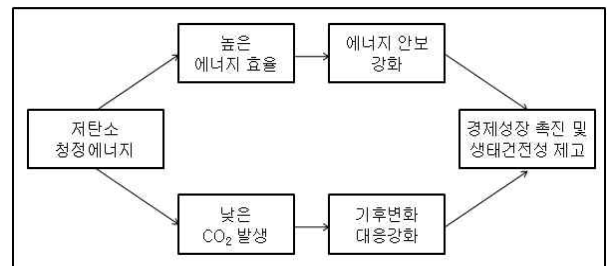 높은
에너지 효율
에너지 안보
강화
저탄소
청정에너지
경제성장 촉진 및
생태건전성 제고
낮은
CO₂ 발생
기후변화
대응강화